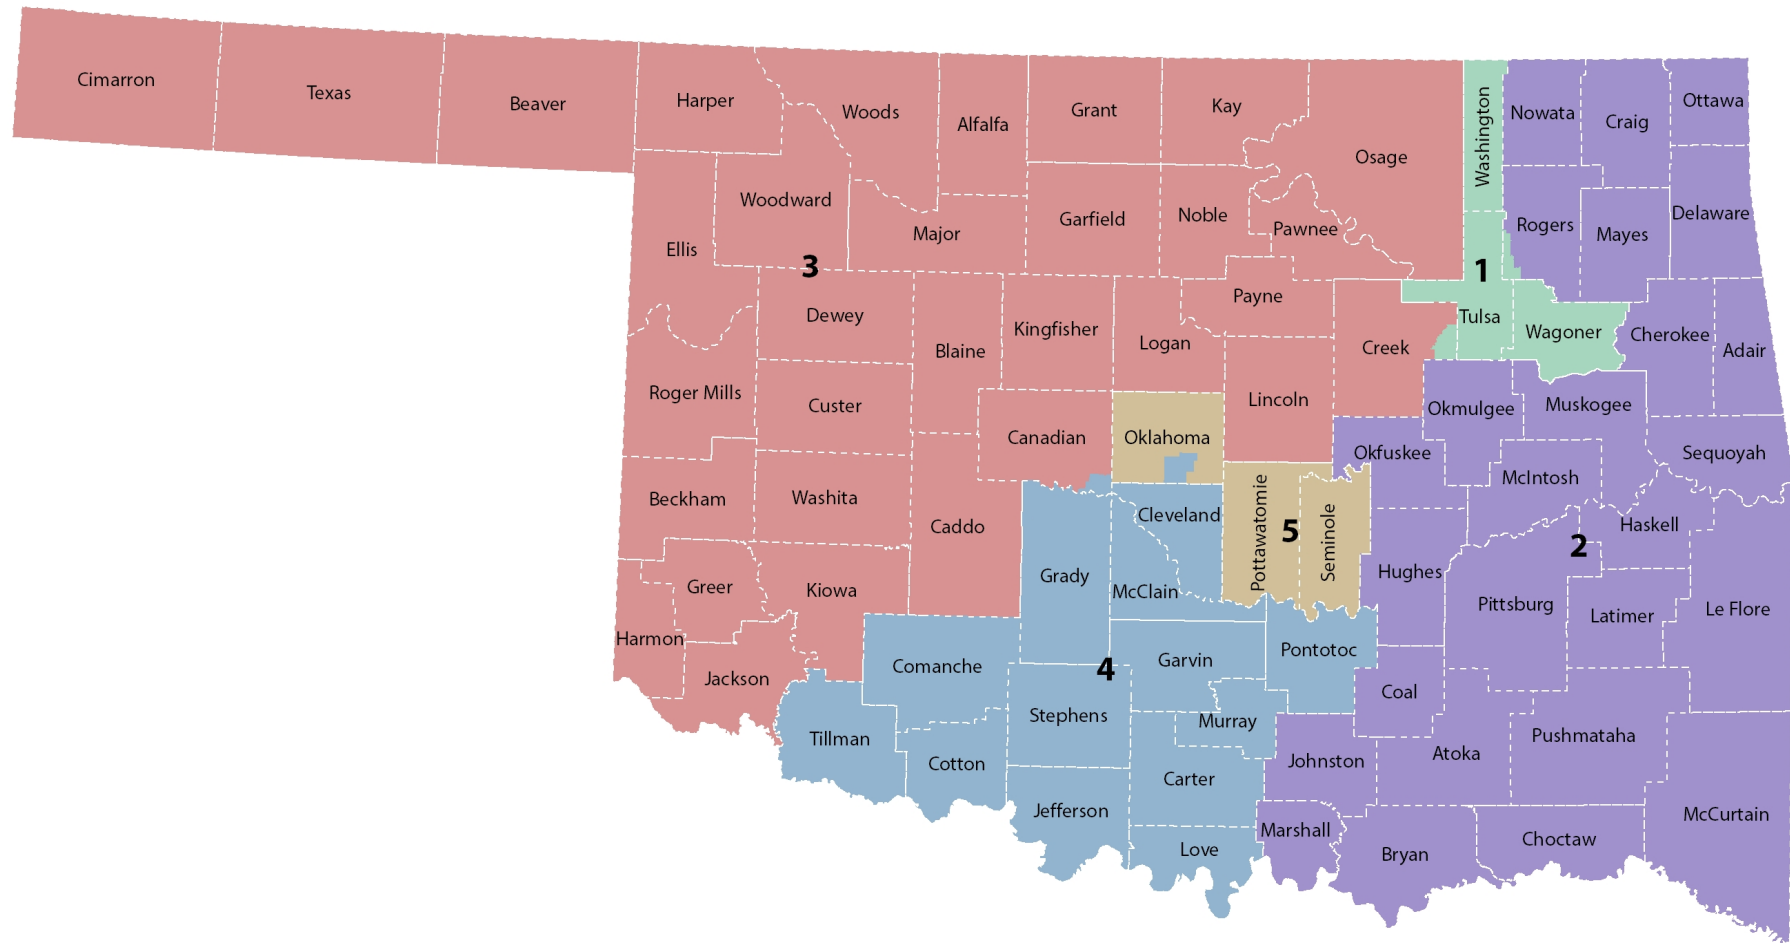 Cimarron
Texas
Beaver
Harper
Woods
Alfalfa
Grant
Kay
Osage
Washington
Nowata
Craig
Ottawa
Woodward
Ellis
Major
Garfield
Noble
Pawnee
Rogers
Mayes
Delaware
3
1
Dewey
Blaine
Kingfisher
Logan
Payne
Creek
Tulsa
Wagoner
Cherokee
Adair
Roger Mills
Custer
Canadian
Oklahoma
Lincoln
Okmulgee
Muskogee
Okfuskee
McIntosh
Sequoyah
Beckham
Washita
Caddo
Cleveland
Pottawatomie
5
Seminole
2
Haskell
Greer
Kiowa
Grady
McClain
Hughes
Pittsburg
Latimer
Le Flore
Harmon
Jackson
Comanche
4
Garvin
Pontotoc
Coal
Tillman
Cotton
Stephens
Murray
Johnston
Atoka
Pushmataha
Jefferson
Carter
Love
Marshall
Bryan
Choctaw
McCurtain